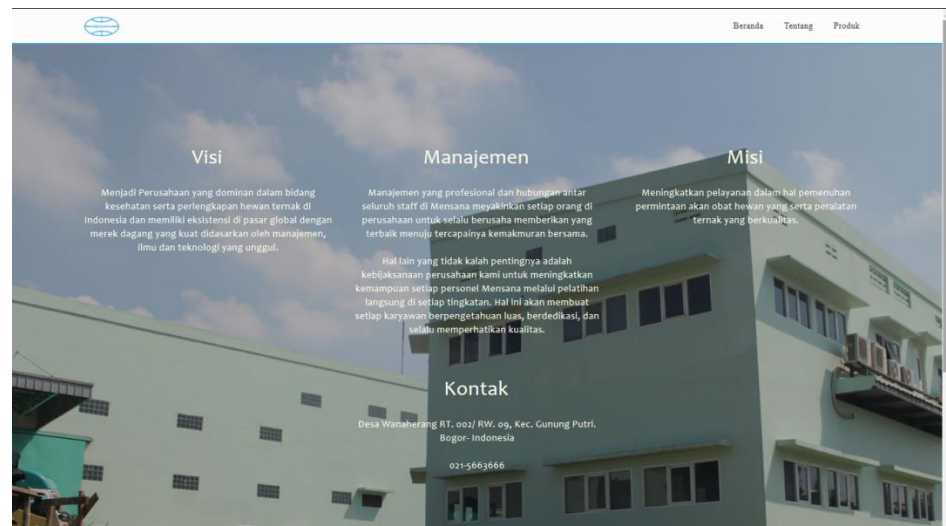 Beranda Tentang Produk
Visi
Menjadi Perusahaan yang dominan dalam bidang
kesehatan serta perlengkapan hewan ternak di
Indonesia dan memiliki eksistensi di pasar global dengan
merek dagang yang kuat didasarkan oleh manajemen,
ilmu dan teknologi yang unggul.
Manajemen
Manajemen yang profesional dan hubungan antar
seluruh staff di Mensana meyakinkan setiap orang di
perusahaan untuk selalu berusaha memberikan yang
terbaik menuju tercapainya kemakmuran bersama.
Hal lain yang tidak kalah pentingnya adalah
kebijaksanaan perusahaan kami untuk meningkatkan
kemampuan setiap personel Mensana melalui pelatihan
langsung di setiap tingkatan. Hal ini akan membuat
setiap karyawan berpengetahuan luas, berdedikasi, dan
selalu memperhatikan kualitas.
Misi
Meningkatkan pelayanan dalam hal pemenuhan
permintaan akan obat hewan yang serta peralatan
ternak yang berkualitas.
Kontak
Desa Wanaherang RT. 002/ RW. 09, Kec. Gunung Putri.
Bogor- Indonesia
021-5663666